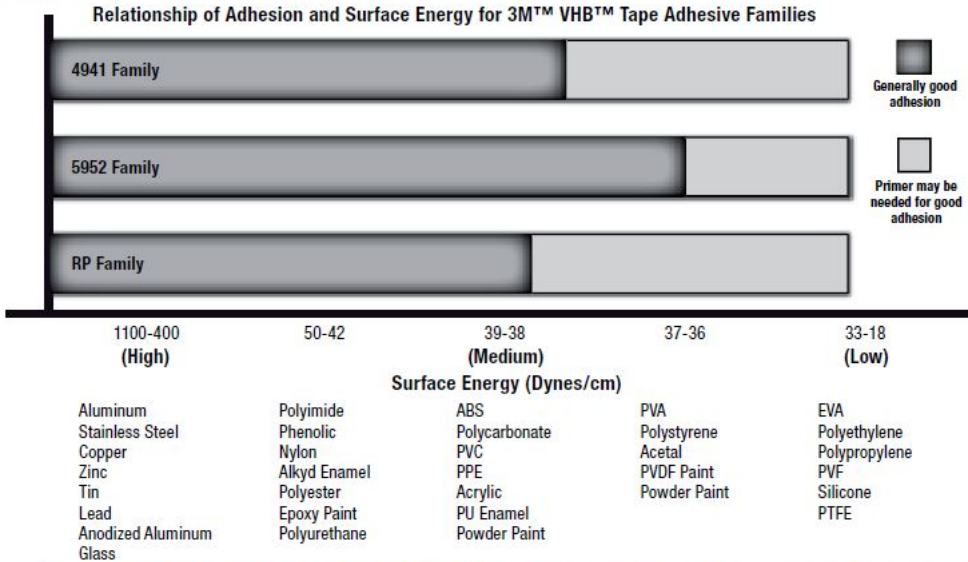 Relationship of Adhesion and Surface Energy for 3M™ VHB™ Tape Adhesive Families
4941 Family
Generally good
adhesion
5952 Family
Primer may be
needed for good
adhesion
RP Family
1100-400
(High)
50-42
39-38
(Medium)
37-36
33-18
(Low)
Surface Energy (Dynes/cm)
Aluminum
Stainless Steel
Copper
Zinc
Tin
Lead
Anodized Aluminum
Glass
Polyimide
Phenolic
Nylon
Alkyd Enamel
Polyester
Epoxy Paint
Polyurethane
ABS
Polycarbonate
PVC
PPE
Acrylic
PU Enamel
Powder Paint
PVA
Polystyrene
Acetal
PVDF Paint
Powder Paint
EVA
Polyethylene
Polypropylene
PVF
Silicone
PTFE